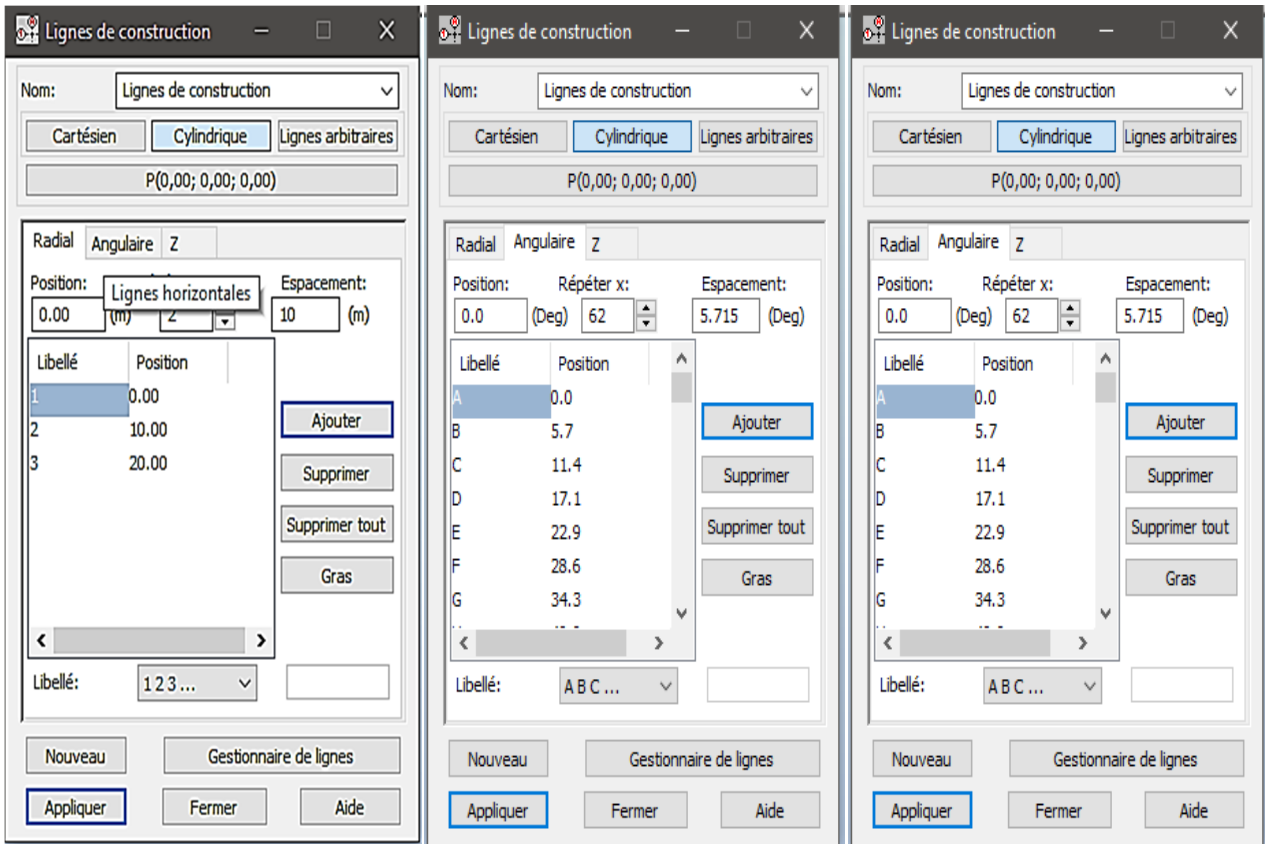 Lignes de construction
Nom: Lignes de construction
Cartésien Cylindrique Lignes arbitraires
P(0,00; 0,00; 0,00)
Radial Angulaire Z
Position: Espacement:
Lignes horizontales
0.00 (m) 2 10 (m)
Libellé Position
1 0.00
2 10.00
3 20.00
Ajouter
Supprimer
Supprimer tout
Gras
Libellé: 1 2 3 ...
Nouveau Gestionnaire de lignes
Appliquer Fermer Aide
Lignes de construction
Nom: Lignes de construction
Cartésien Cylindrique Lignes arbitraires
P(0,00; 0,00; 0,00)
Radial Angulaire Z
Position: Répéter x: Espacement:
0.0 (Deg) 62 5.715 (Deg)
Libellé Position
A 0.0
B 5.7
C 11.4
D 17.1
E 22.9
F 28.6
G 34.3
Ajouter
Supprimer
Supprimer tout
Gras
Libellé: A B C ...
Nouveau Gestionnaire de lignes
Appliquer Fermer Aide
Lignes de construction
Nom: Lignes de construction
Cartésien Cylindrique Lignes arbitraires
P(0,00; 0,00; 0,00)
Radial Angulaire Z
Position: Répéter x: Espacement:
0.0 (Deg) 62 5.715 (Deg)
Libellé Position
A 0.0
B 5.7
C 11.4
D 17.1
E 22.9
F 28.6
G 34.3
Ajouter
Supprimer
Supprimer tout
Gras
Libellé: A B C ...
Nouveau Gestionnaire de lignes
Appliquer Fermer Aide